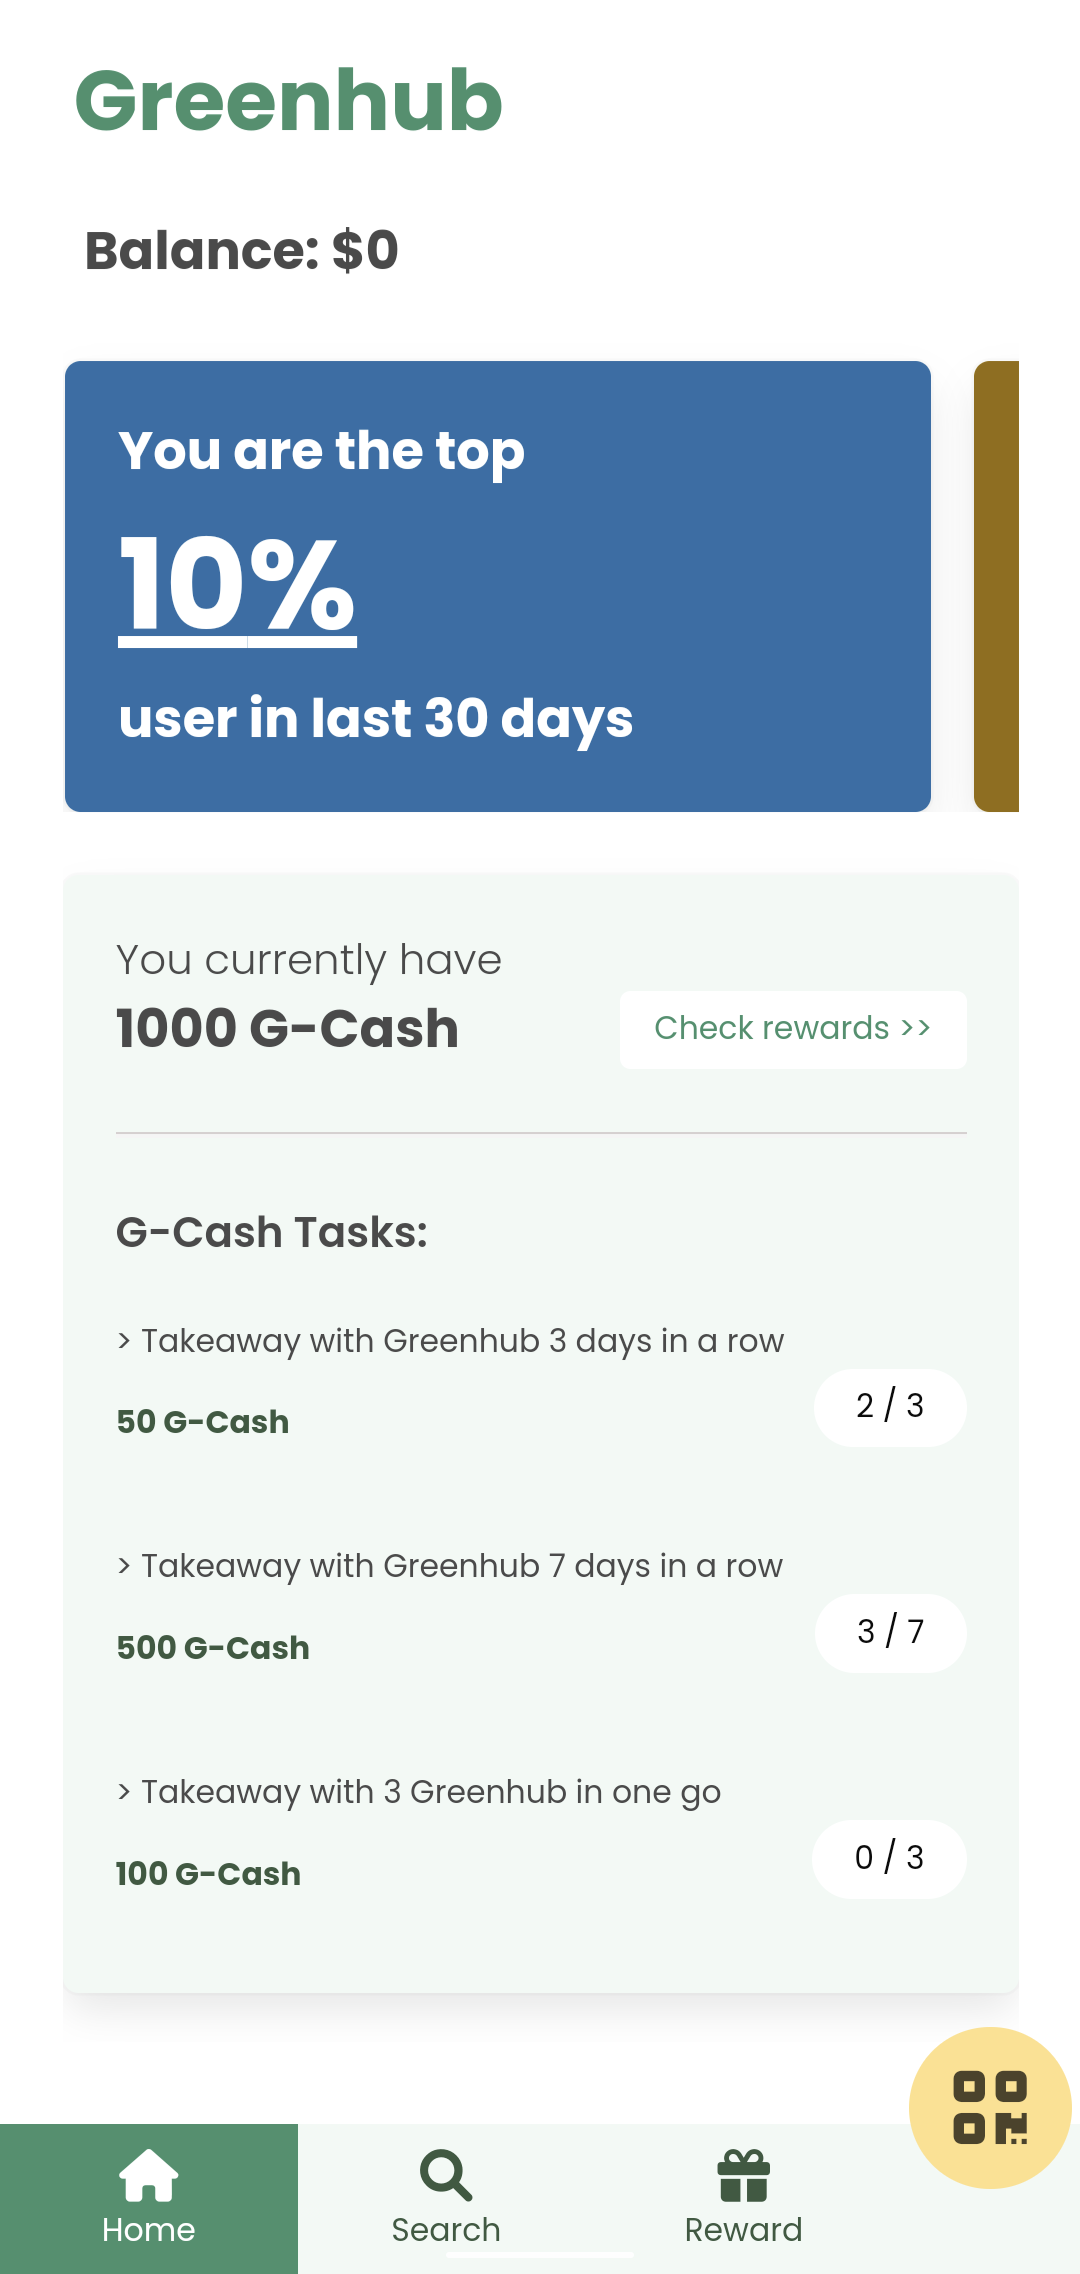 Greenhub
Balance: $0
You are the top
10%
user in last 30 days
You currently have
1000 G-Cash
Check rewards >>
G-Cash Tasks:
> Takeaway with Greenhub 3 days in a row
50 G-Cash
2 / 3
> Takeaway with Greenhub 7 days in a row
500 G-Cash
3 / 7
> Takeaway with 3 Greenhub in one go
100 G-Cash
0 / 3
Home
Search
Reward